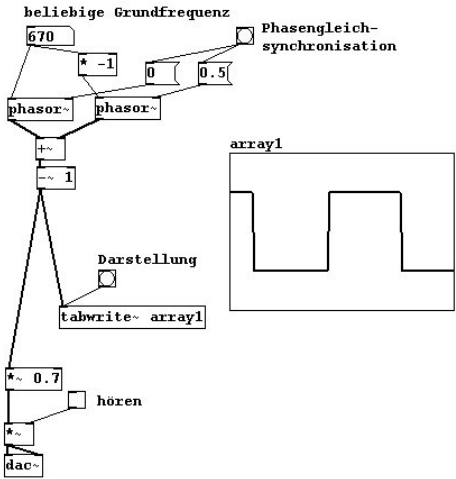 beliebige Grundfrequenz
Phasengleich-
synchronisation
670
* -1
0
0.5
phasor~
phasor~
+~
-~ 1
array1
Darstellung
tabwrite~ array1
*~ 0.7
hören
*~
dac~